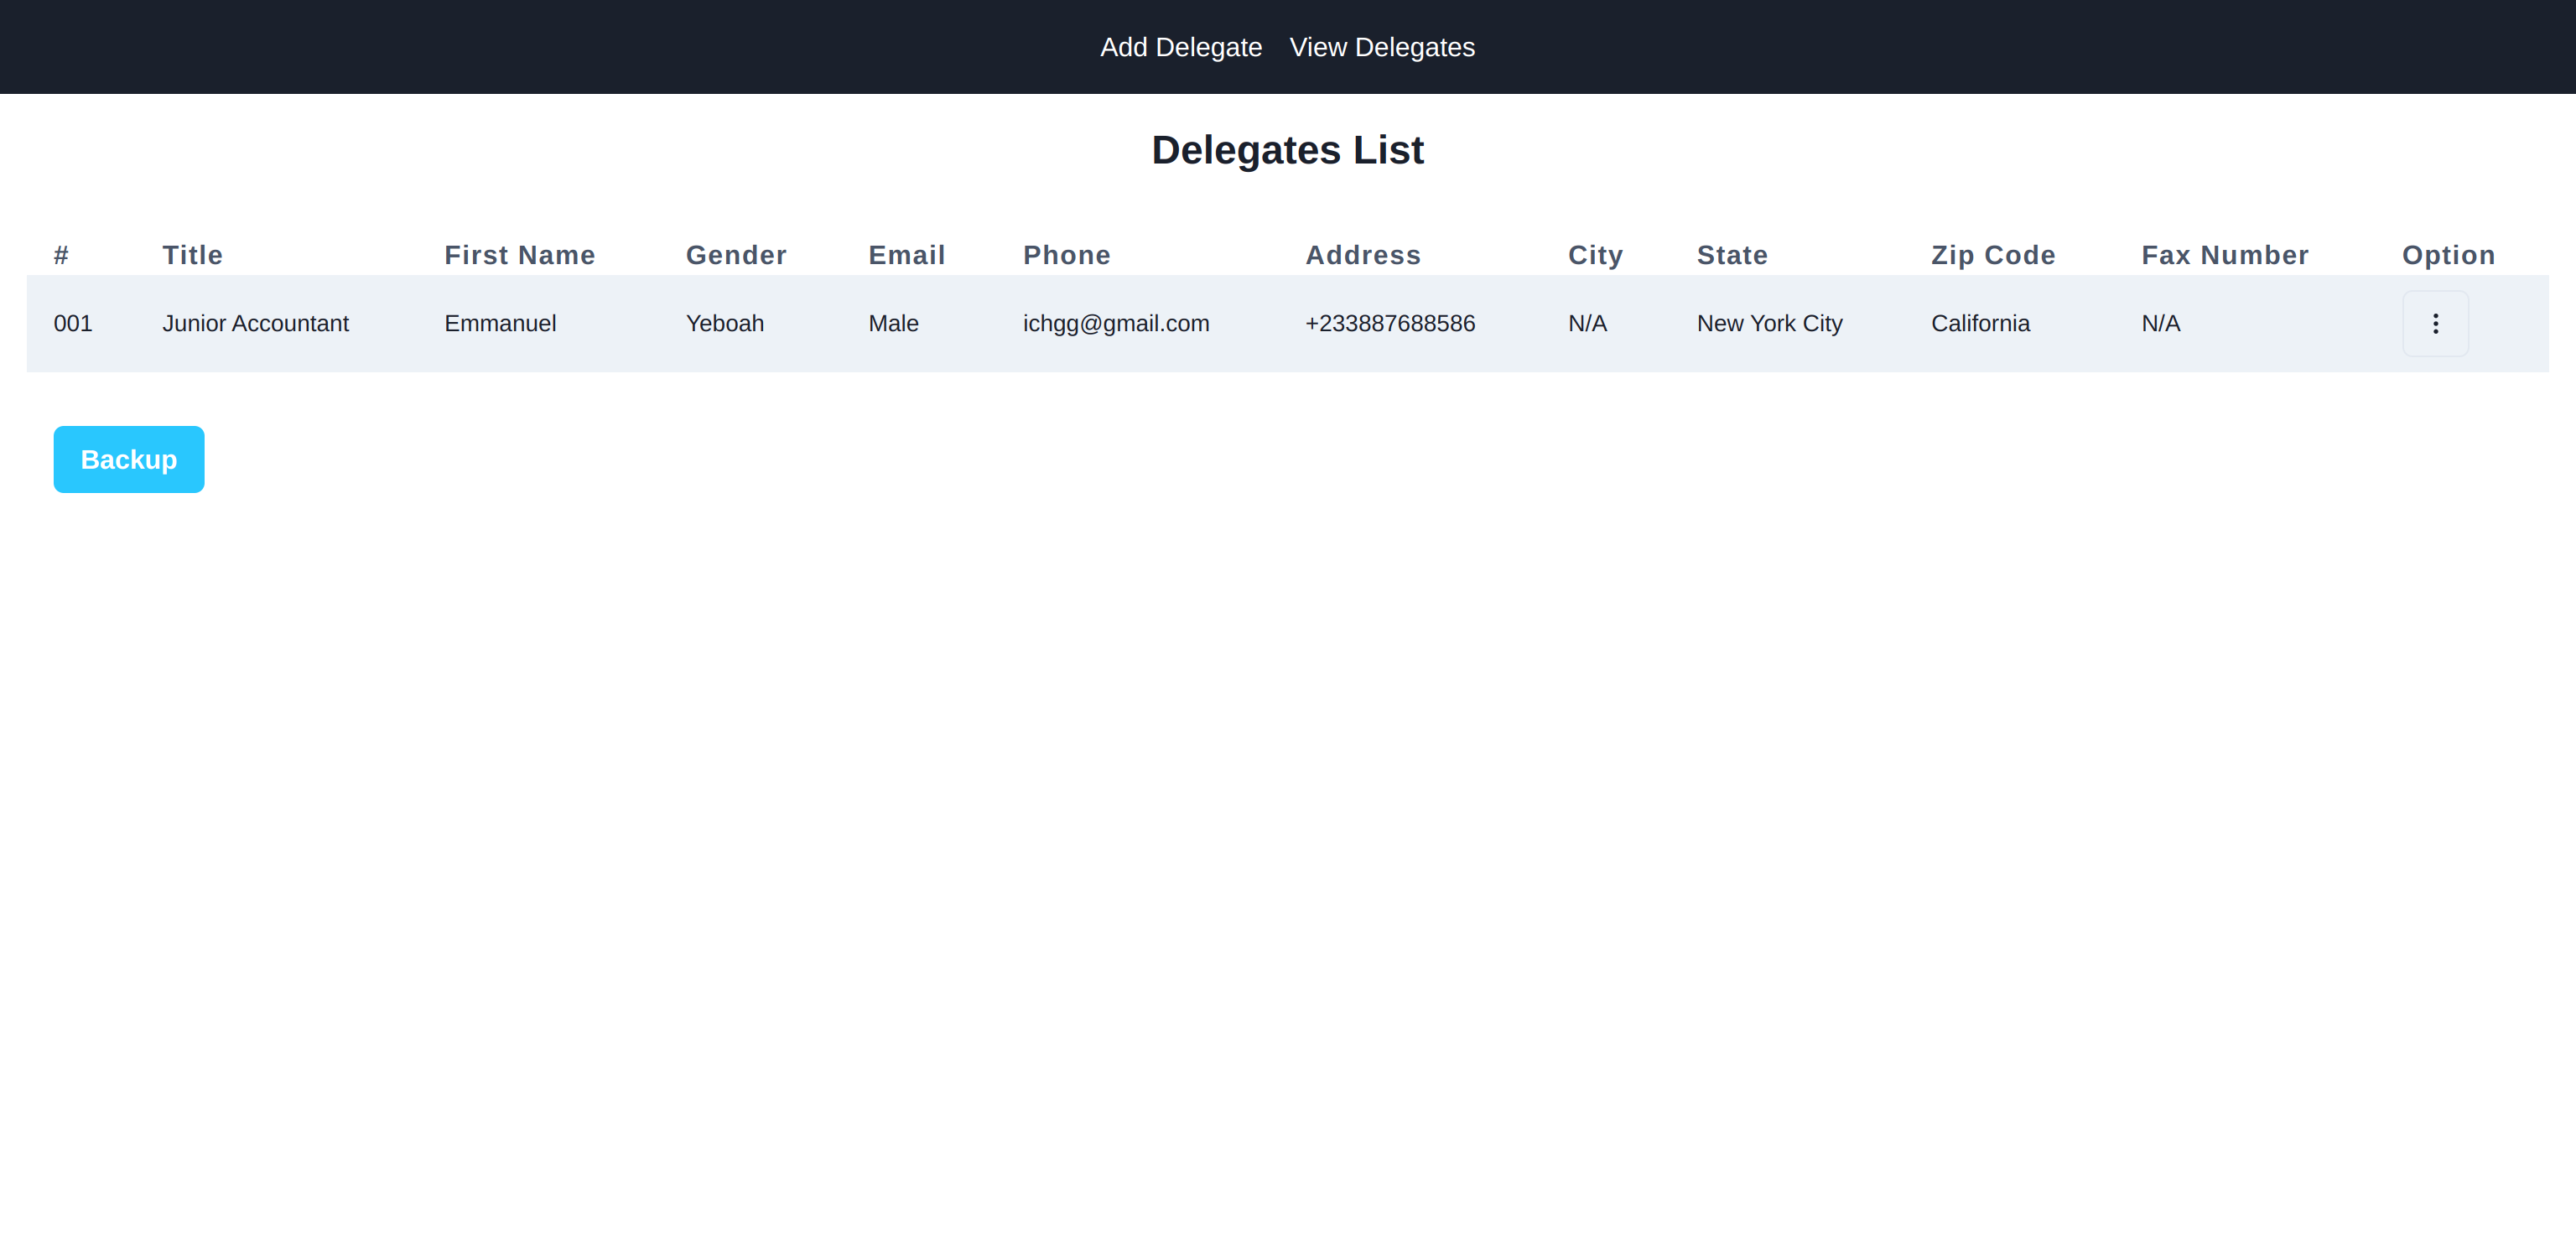 Add Delegate View Delegates
Delegates List
# Title First Name Gender Email Phone Address City State Zip Code Fax Number Option
001 Junior Accountant Emmanuel Yeboah Male ichgg@gmail.com +233887688586 N/A New York City California N/A
Backup